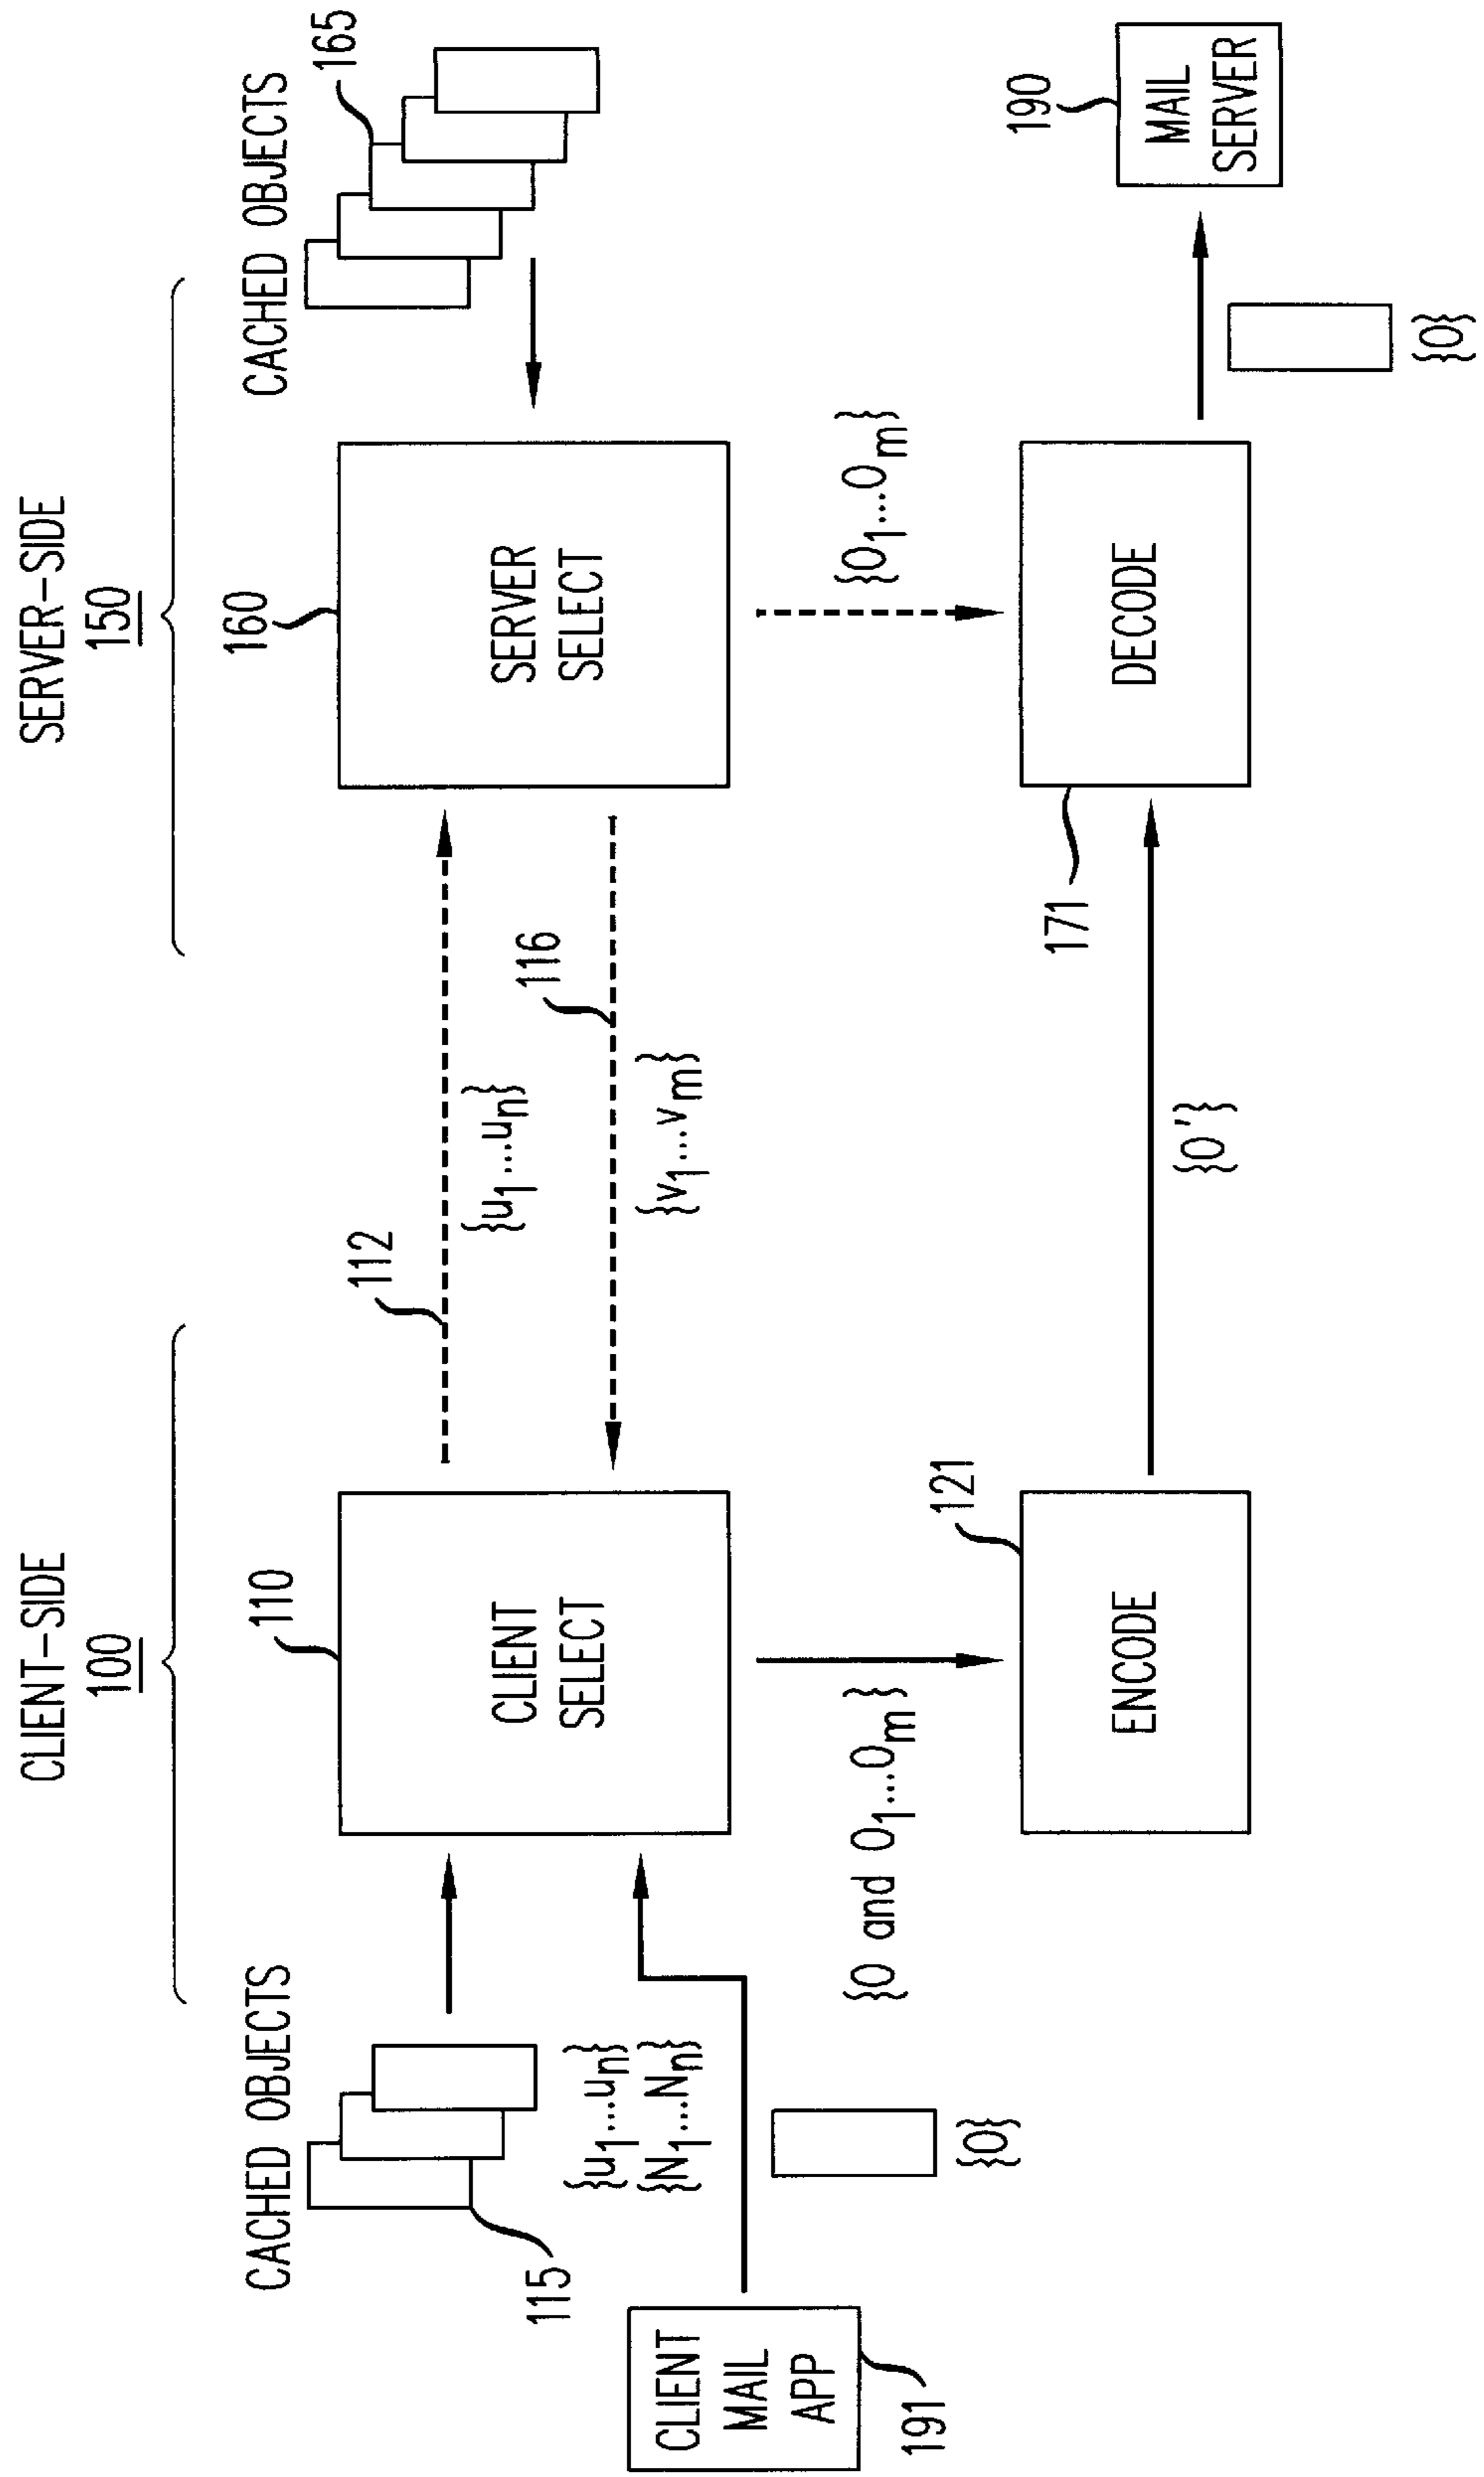 CLIENT-SIDE
100
SERVER-SIDE
150
CACHED OBJECTS
115
110
CLIENT
SELECT
112
{u1...un}
116
{v1...vm}
160
SERVER
SELECT
CACHED OBJECTS
165
{u1...un}
{N1...Nn}
CLIENT
MAIL
APP
191
{O}
{O and O1...Om}
{O1...Om}
121
ENCODE
{O'}
171
DECODE
190
MAIL
SERVER
{O}